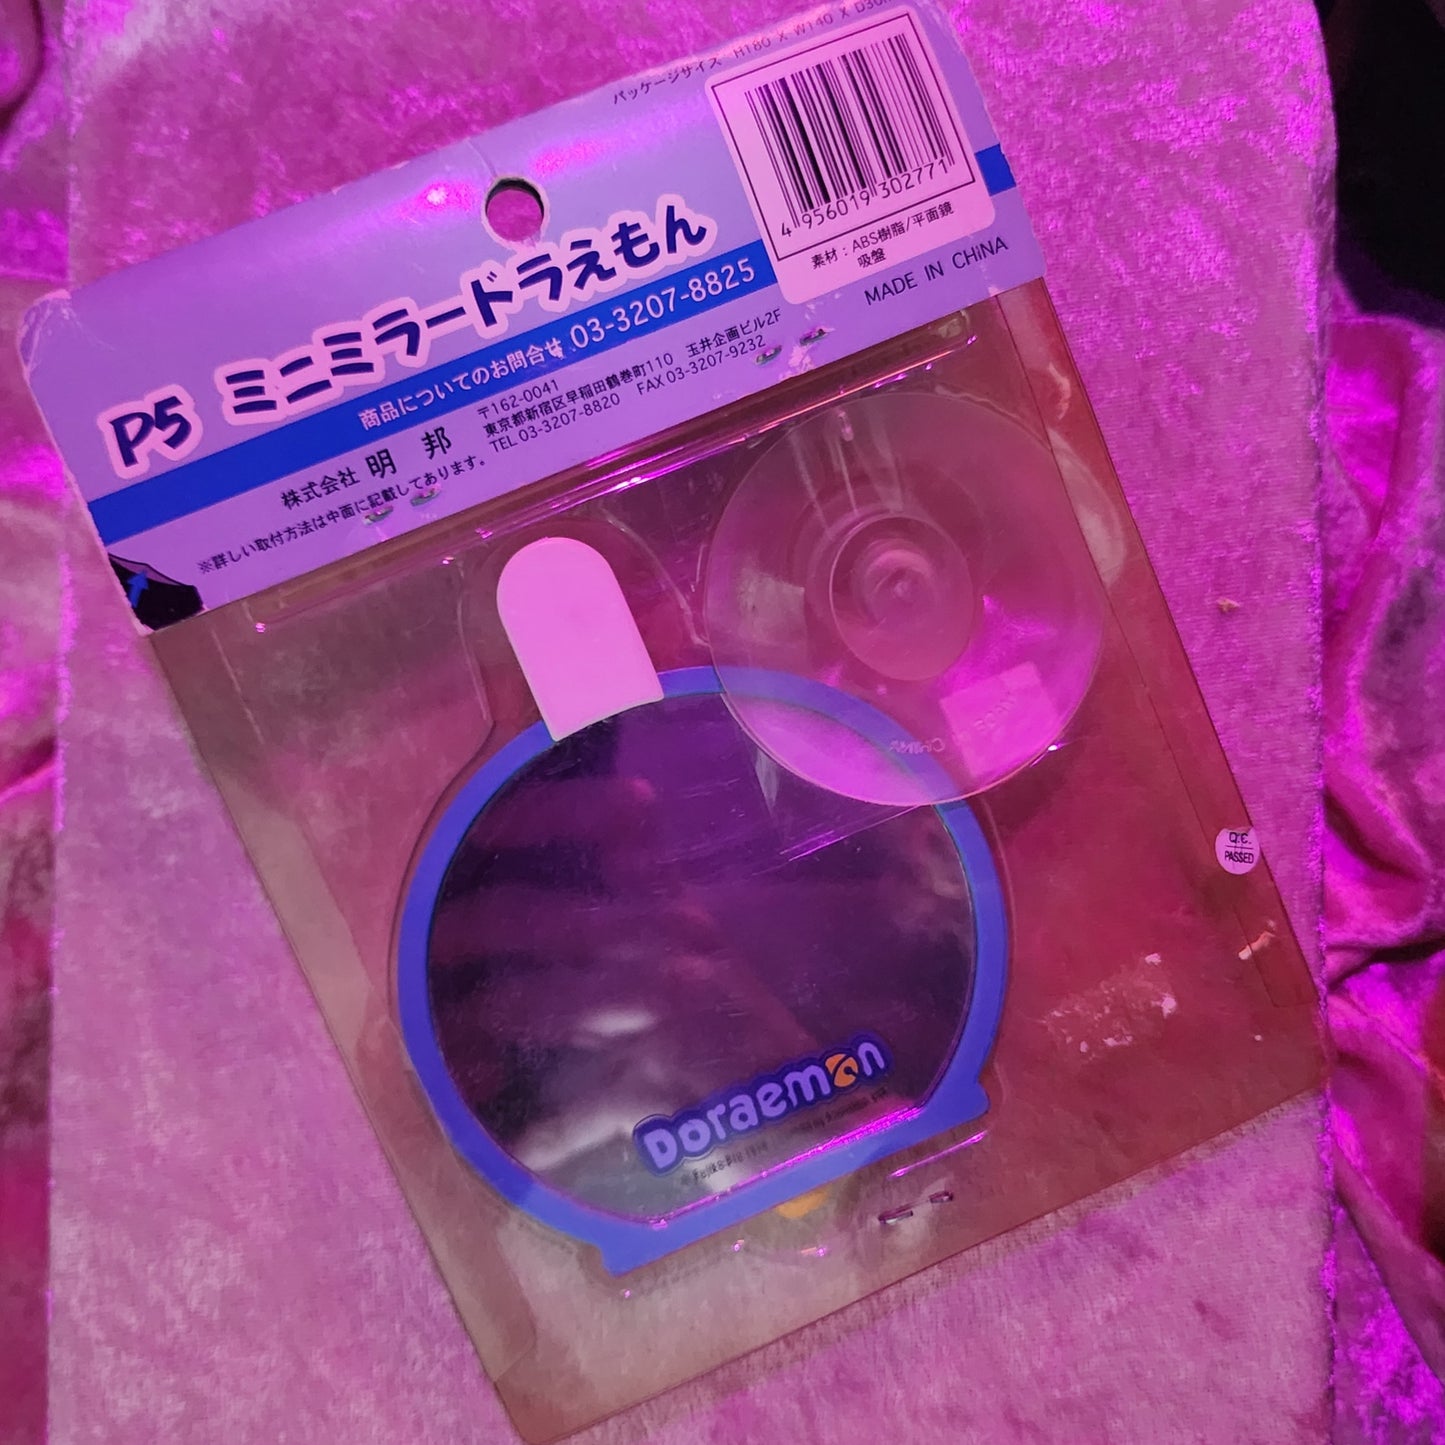 パッケージサイズ H180 X W140 X D30
4 956019 302771
素材：ABS樹脂/平面鏡
吸盤
MADE IN CHINA
P5 ミニミラードラえもん
商品についてのお問合せ 03-3207-8825
株式会社 明 邦
〒162-0041
東京都新宿区早稲田鶴巻町110 玉井企画ビル2F
TEL 03-3207-8820 FAX 03-3207-9232
※詳しい取付方法は中面に記載してあります。
CHINA
Q.C.
PASSED
Doraemon